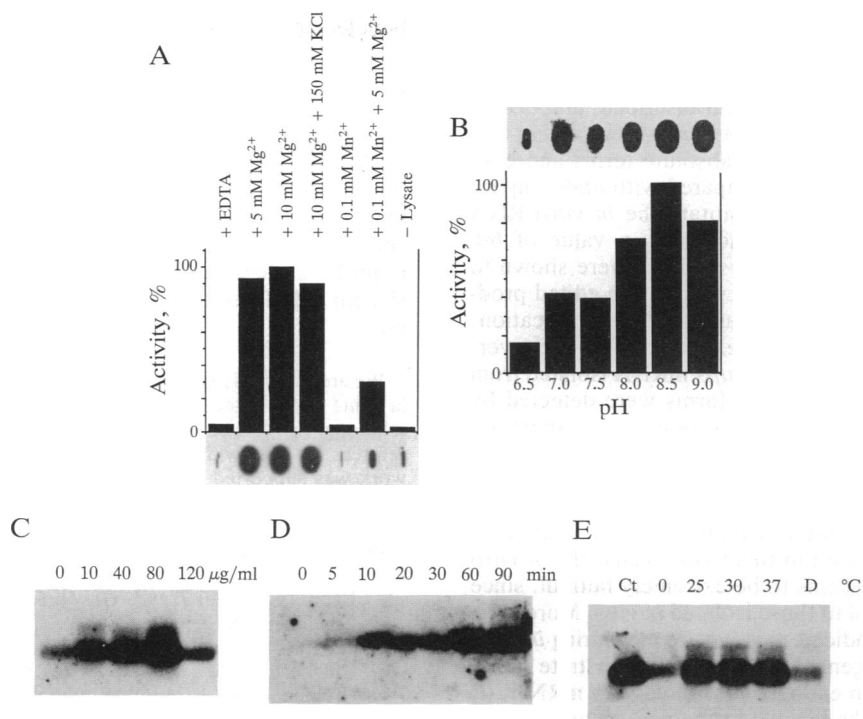 A
+ EDTA
+ 5 mM Mg²⁺
+ 10 mM Mg²⁺
+ 10 mM Mg²⁺ + 150 mM KCl
+ 0.1 mM Mn²⁺
+ 0.1 mM Mn²⁺ + 5 mM Mg²⁺
− Lysate
Activity, %
100
0
B
Activity, %
100
0
6.5 7.0 7.5 8.0 8.5 9.0
pH
C
0 10 40 80 120 μg/ml
D
0 5 10 20 30 60 90 min
E
Ct 0 25 30 37 D °C